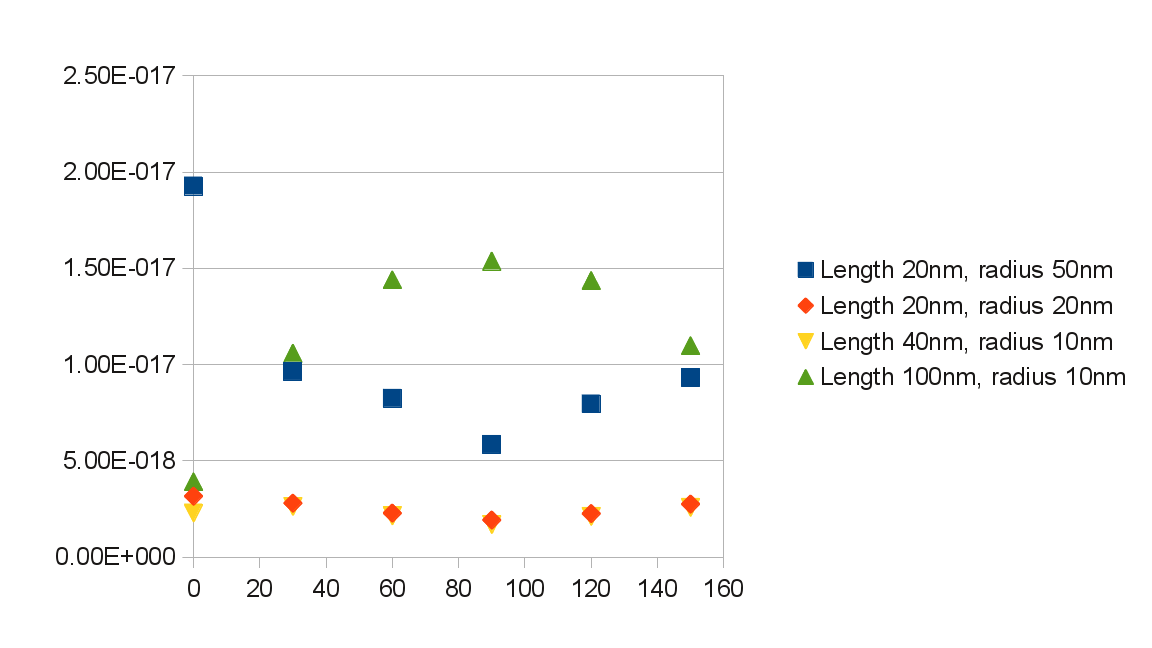 2.50E-017
2.00E-017
1.50E-017
1.00E-017
5.00E-018
0.00E+000
0 20 40 60 80 100 120 140 160
Length 20nm, radius 50nm
Length 20nm, radius 20nm
Length 40nm, radius 10nm
Length 100nm, radius 10nm